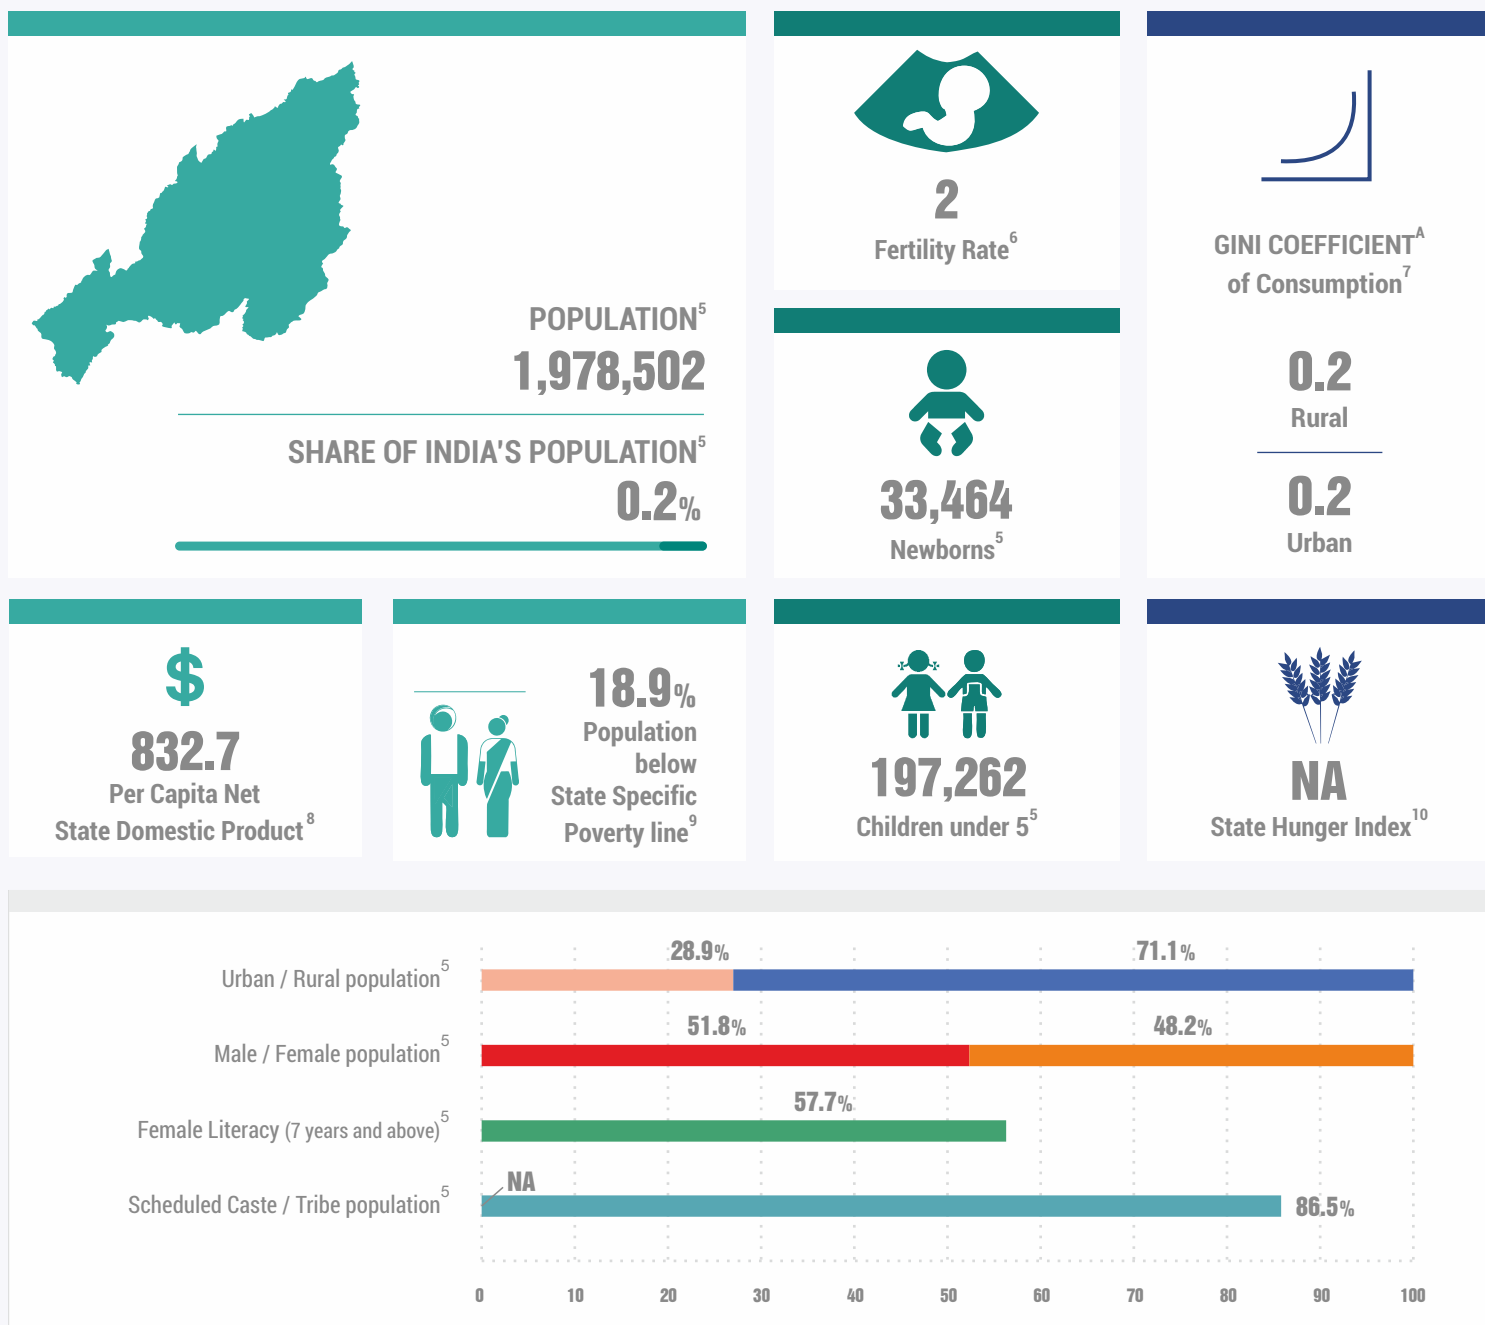 POPULATION5
1,978,502
SHARE OF INDIA'S POPULATION5
0.2%
2
Fertility Rate6
33,464
Newborns5
GINI COEFFICIENTA
of Consumption7
0.2
Rural
0.2
Urban
$
832.7
Per Capita Net
State Domestic Product8
18.9%
Population
below
State Specific
Poverty line9
197,262
Children under 55
NA
State Hunger Index10
28.9% 71.1%
Urban / Rural population5
51.8% 48.2%
Male / Female population5
57.7%
Female Literacy (7 years and above)5
NA
Scheduled Caste / Tribe population5 86.5%
0 10 20 30 40 50 60 70 80 90 100